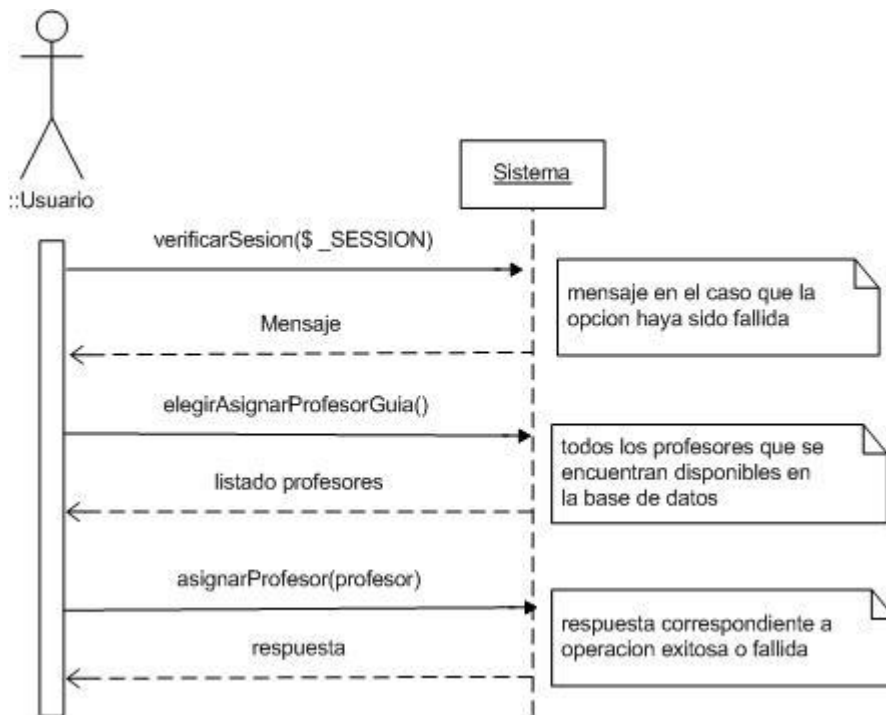 ::Usuario
Sistema
verificarSesion($ _SESSION)
mensaje en el caso que la
opcion haya sido fallida
Mensaje
elegirAsignarProfesorGuia()
todos los profesores que se
encuentran disponibles en
la base de datos
listado profesores
asignarProfesor(profesor)
respuesta correspondiente a
operacion exitosa o fallida
respuesta